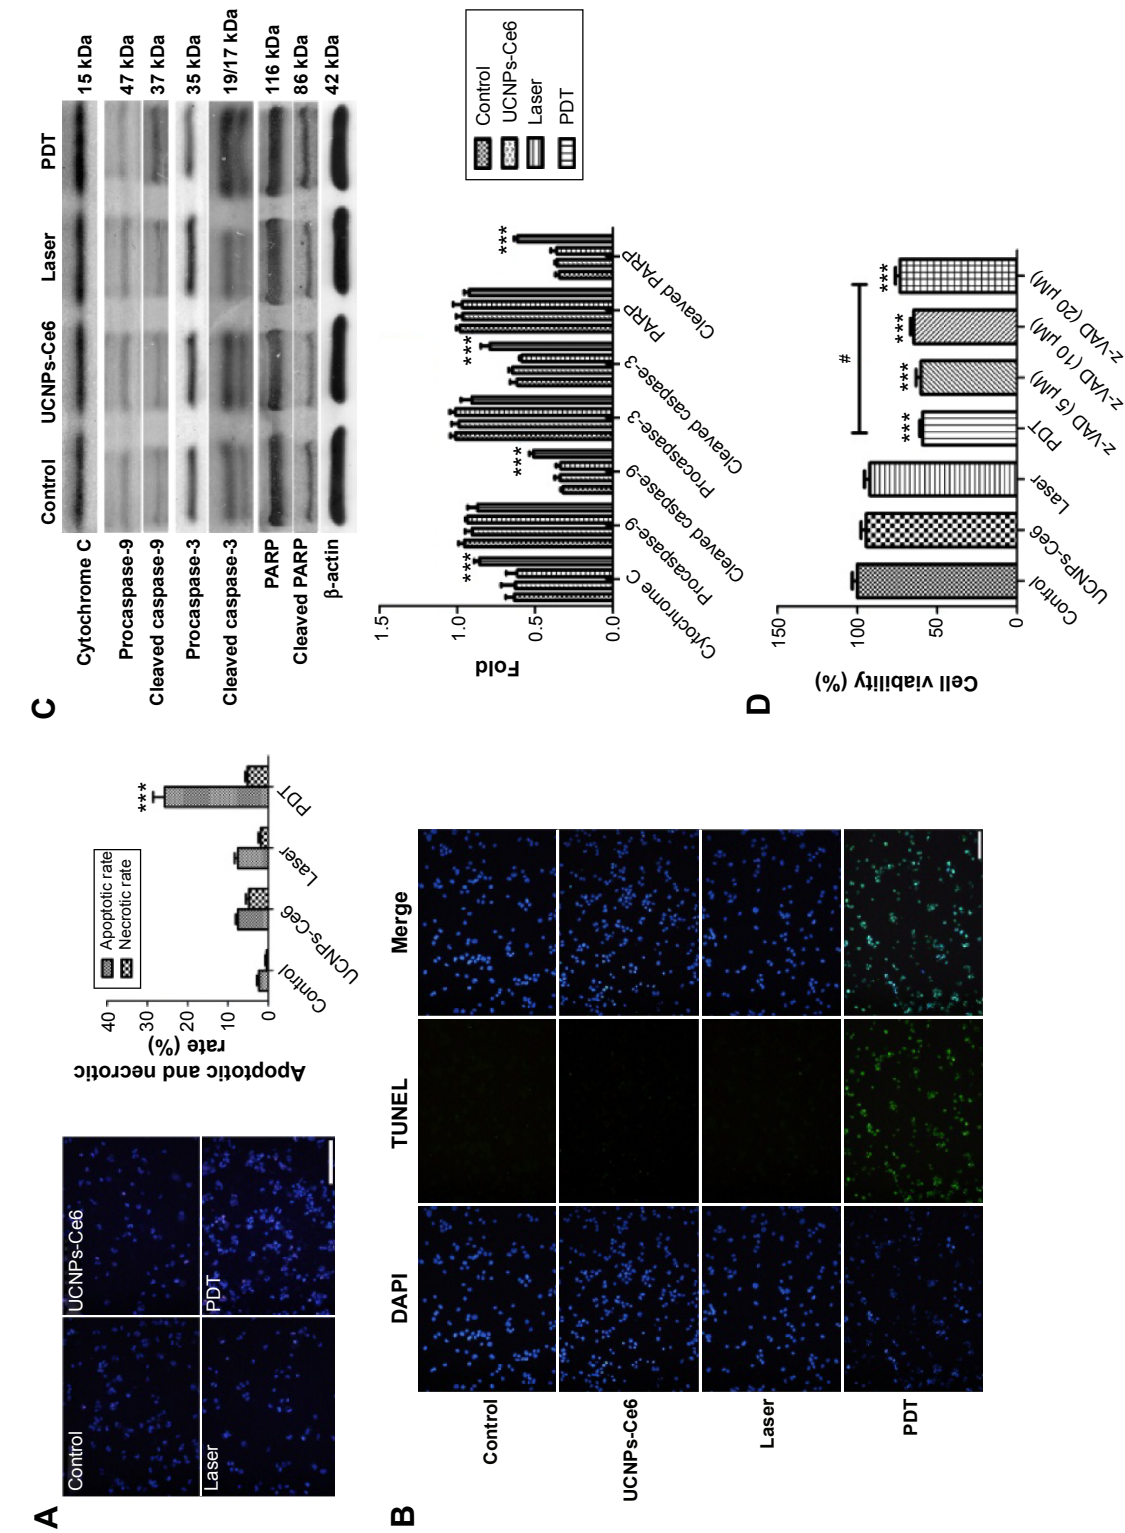 A
Control
UCNPs-Ce6
Laser
PDT
Apoptotic and necrotic
rate (%)
40
30
20
10
0
Apoptotic rate
Necrotic rate
Control
UCNPs-Ce6
Laser
PDT
***
B
DAPI
TUNEL
Merge
Control
UCNPs-Ce6
Laser
PDT
C
Control
UCNPs-Ce6
Laser
PDT
Cytochrome C
15 kDa
Procaspase-9
47 kDa
Cleaved caspase-9
37 kDa
Procaspase-3
35 kDa
Cleaved caspase-3
19/17 kDa
PARP
116 kDa
Cleaved PARP
86 kDa
β-actin
42 kDa
Fold
1.5
1.0
0.5
0.0
***
***
***
***
Cytochrome C
Procaspase-9
Cleaved caspase-9
Procaspase-3
Cleaved caspase-3
PARP
Cleaved PARP
Control
UCNPs-Ce6
Laser
PDT
D
Cell viability (%)
150
100
50
0
#
***
***
***
***
Control
UCNPs-Ce6
Laser
PDT
z-VAD (5 µM)
z-VAD (10 µM)
z-VAD (20 µM)